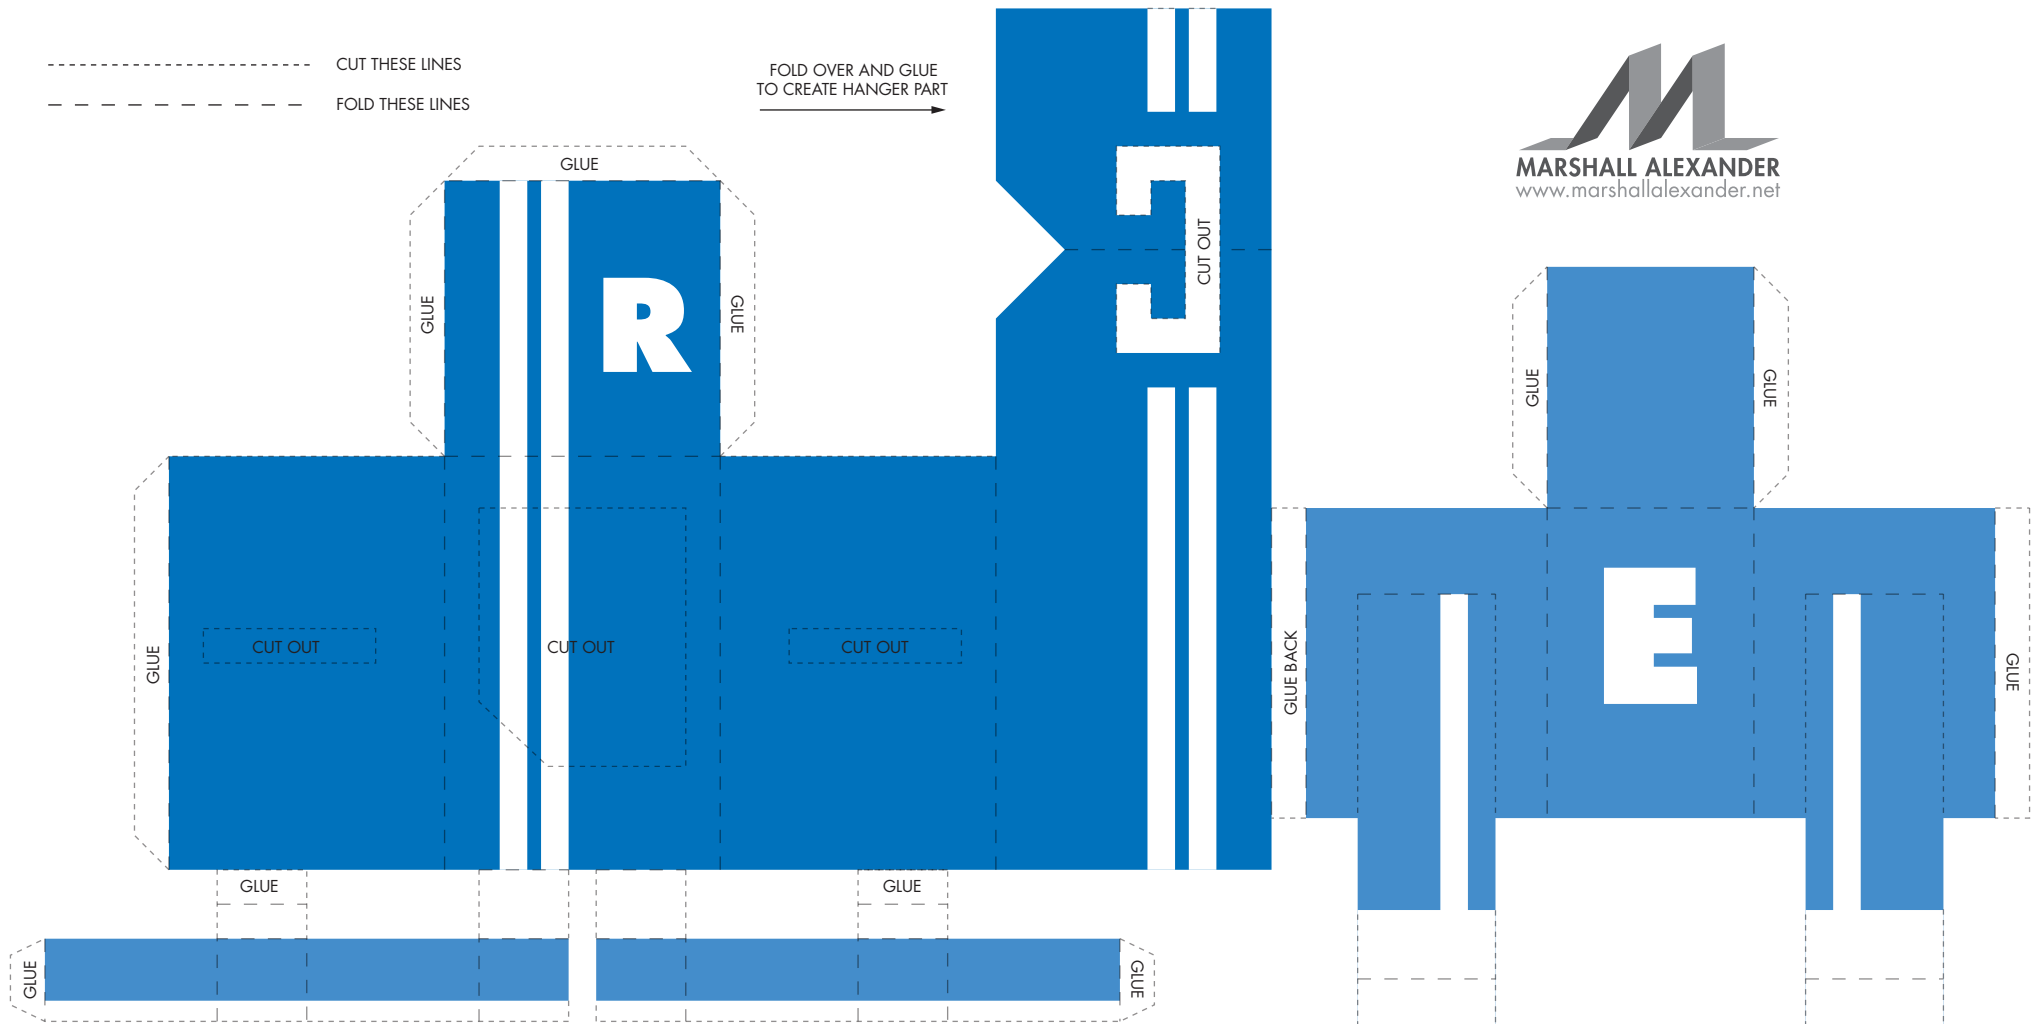 CUT THESE LINES
FOLD THESE LINES
FOLD OVER AND GLUE
TO CREATE HANGER PART
MARSHALL ALEXANDER
www.marshallalexander.net
GLUE
GLUE
R
GLUE
CUT OUT
GLUE
GLUE
GLUE
CUT OUT
CUT OUT
CUT OUT
GLUE BACK
E
GLUE
GLUE
GLUE
GLUE
GLUE